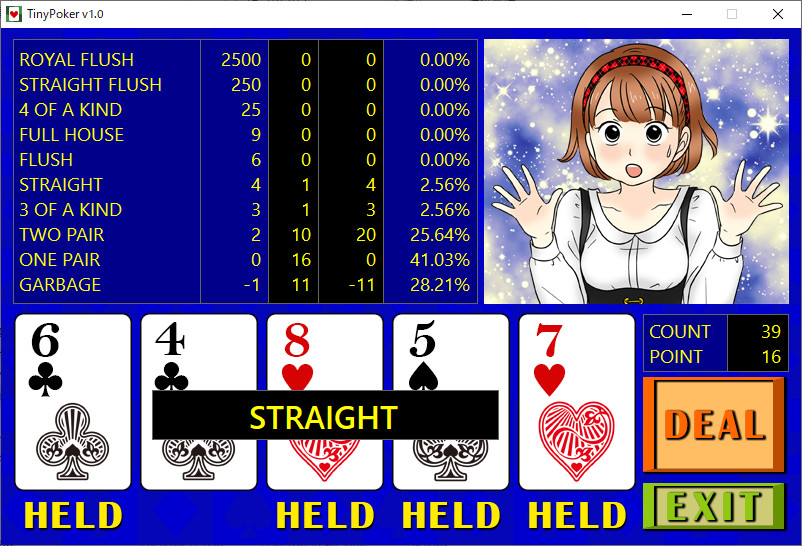 TinyPoker v1.0
ROYAL FLUSH 2500 0 0 0.00%
STRAIGHT FLUSH 250 0 0 0.00%
4 OF A KIND 25 0 0 0.00%
FULL HOUSE 9 0 0 0.00%
FLUSH 6 0 0 0.00%
STRAIGHT 4 1 4 2.56%
3 OF A KIND 3 1 3 2.56%
TWO PAIR 2 10 20 25.64%
ONE PAIR 0 16 0 41.03%
GARBAGE -1 11 -11 28.21%
6 4 8 5 7
STRAIGHT
HELD HELD HELD HELD
COUNT 39
POINT 16
DEAL
EXIT